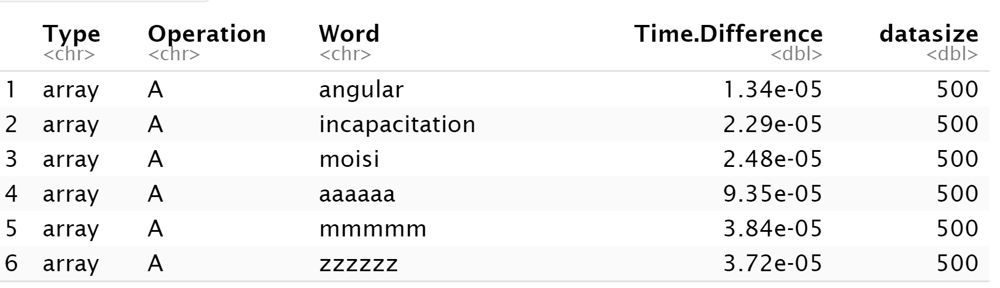 Type Operation Word Time.Difference datasize
<chr> <chr> <chr> <dbl> <dbl>
1 array A angular 1.34e-05 500
2 array A incapacitation 2.29e-05 500
3 array A moisi 2.48e-05 500
4 array A aaaaaa 9.35e-05 500
5 array A mmmmm 3.84e-05 500
6 array A zzzzzz 3.72e-05 500